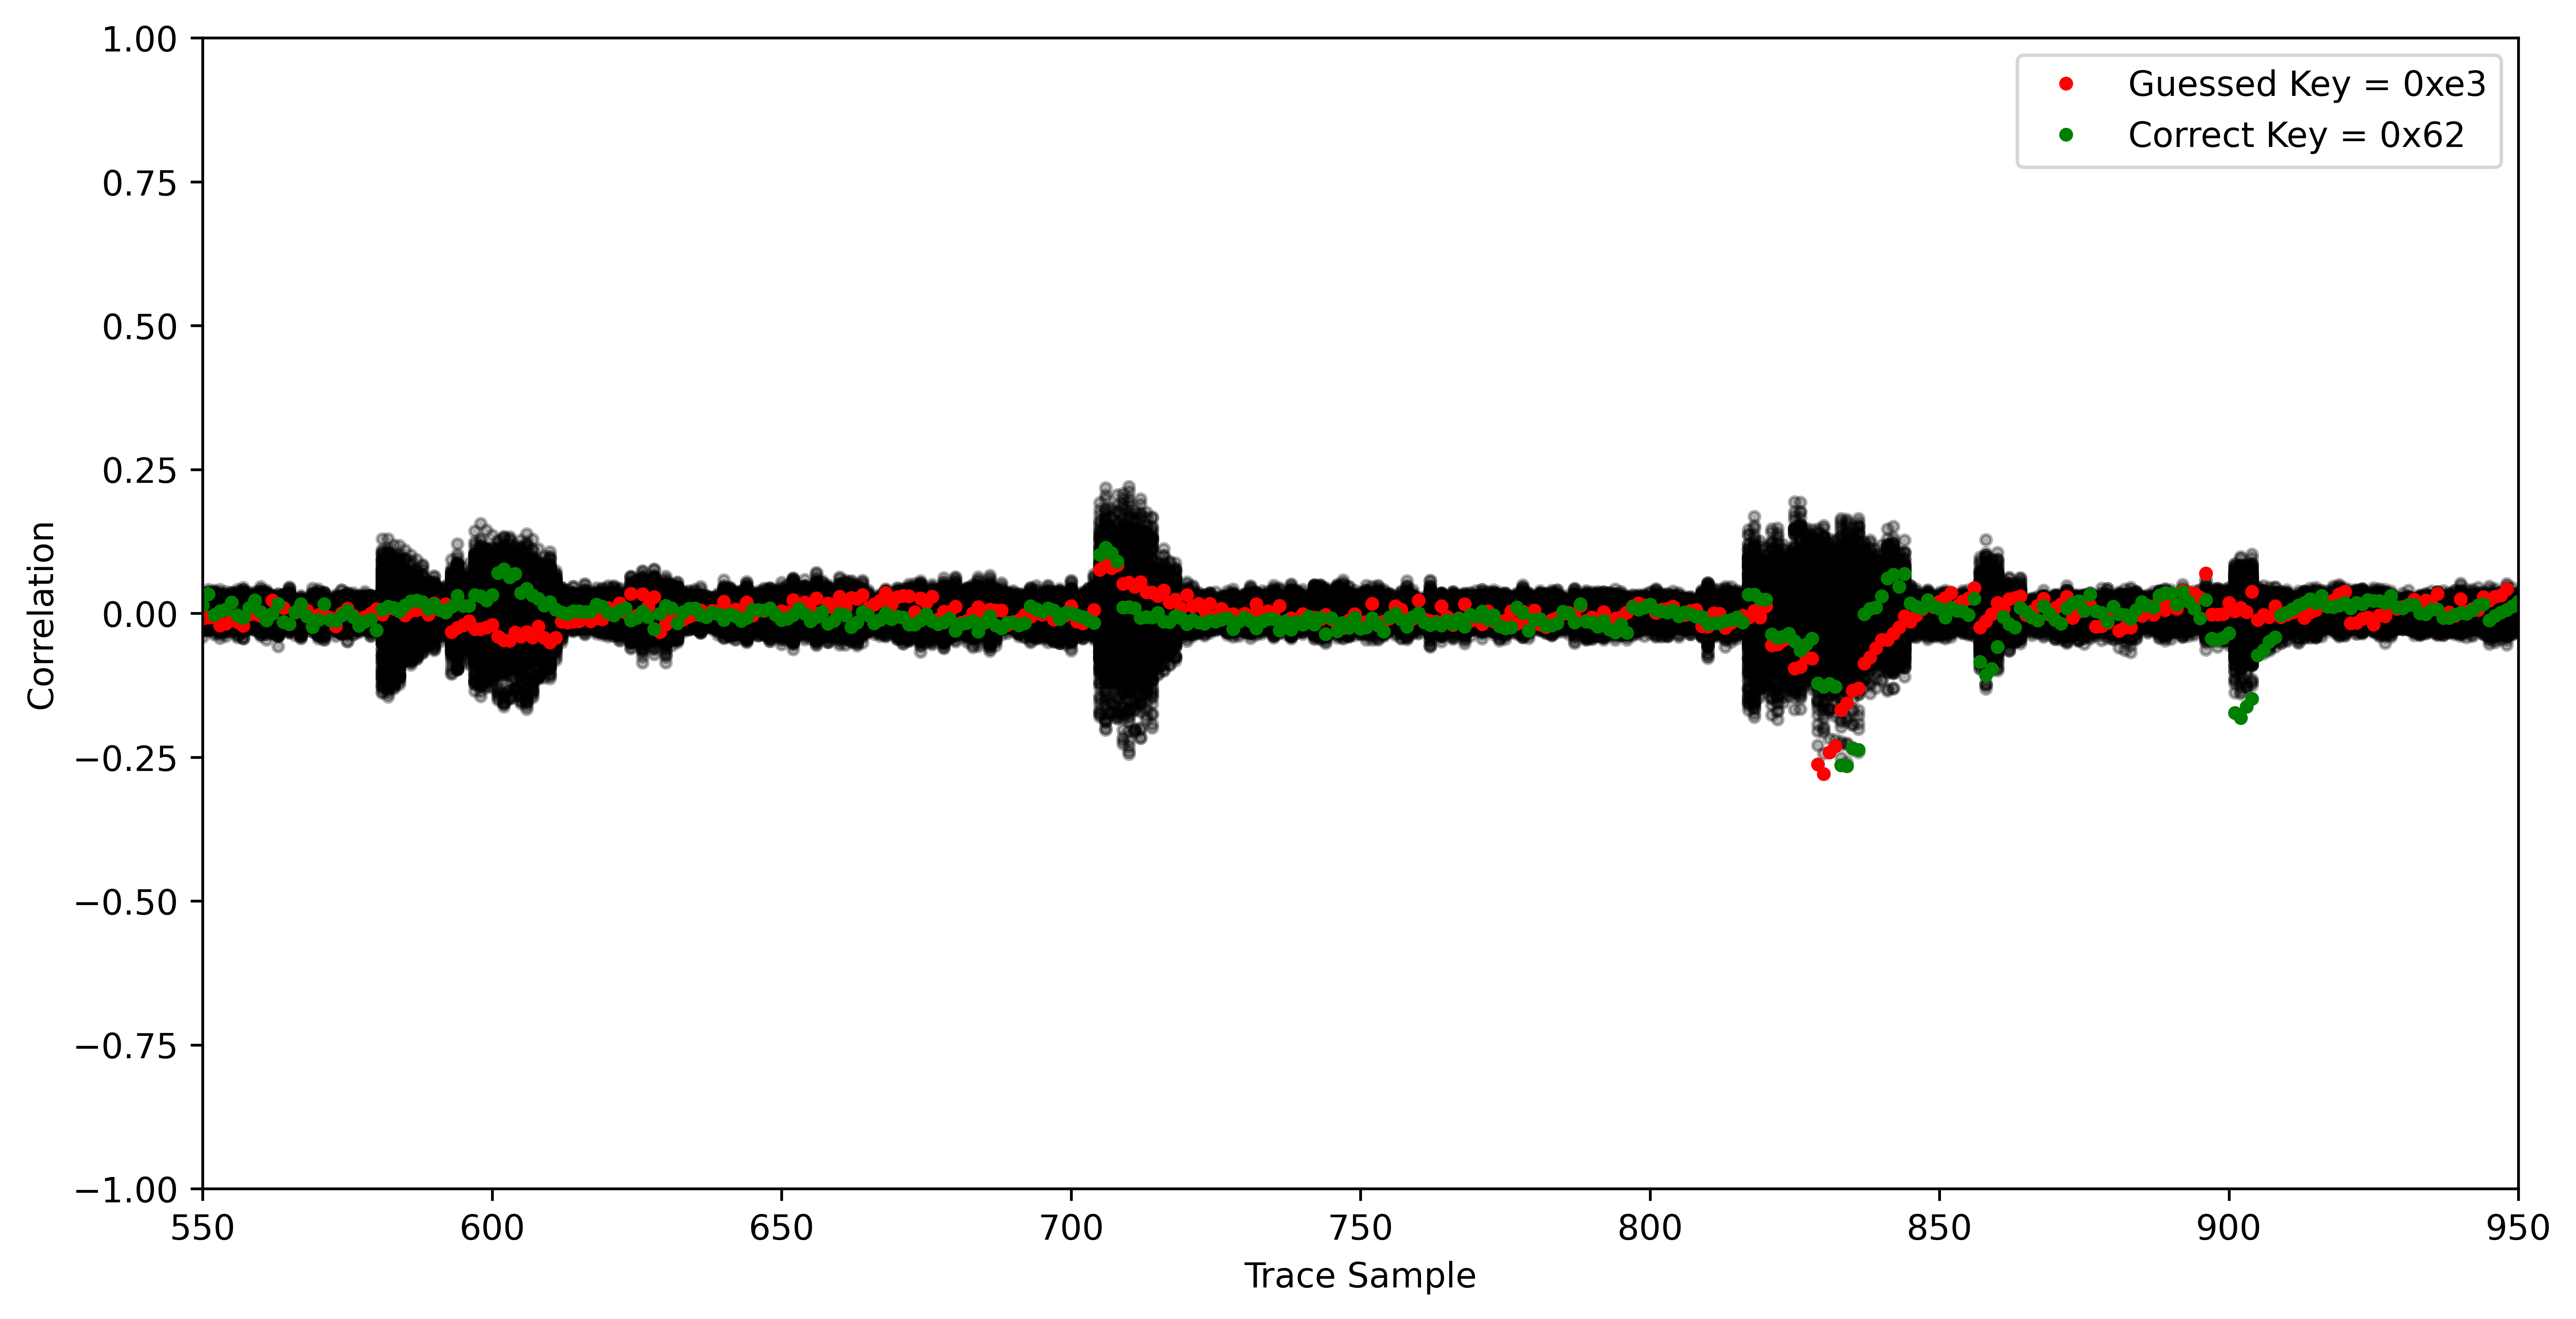 1.00
0.75
0.50
0.25
0.00
−0.25
−0.50
−0.75
−1.00
Correlation
550 600 650 700 750 800 850 900 950
Trace Sample
Guessed Key = 0xe3
Correct Key = 0x62